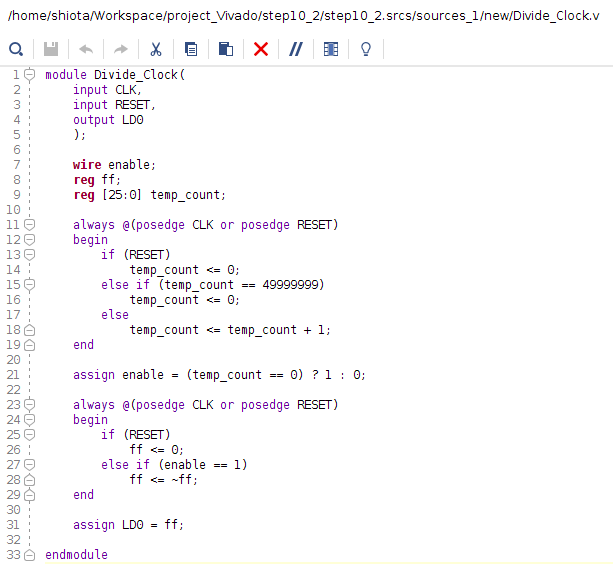 /home/shiota/Workspace/project_Vivado/step10_2/step10_2.srcs/sources_1/new/Divide_Clock.v
1 module Divide_Clock(
2     input CLK,
3     input RESET,
4     output LD0
5     );
6
7     wire enable;
8     reg ff;
9     reg [25:0] temp_count;
10
11     always @(posedge CLK or posedge RESET)
12     begin
13         if (RESET)
14             temp_count <= 0;
15         else if (temp_count == 49999999)
16             temp_count <= 0;
17         else
18             temp_count <= temp_count + 1;
19     end
20
21     assign enable = (temp_count == 0) ? 1 : 0;
22
23     always @(posedge CLK or posedge RESET)
24     begin
25         if (RESET)
26             ff <= 0;
27         else if (enable == 1)
28             ff <= ~ff;
29     end
30
31     assign LD0 = ff;
32
33 endmodule